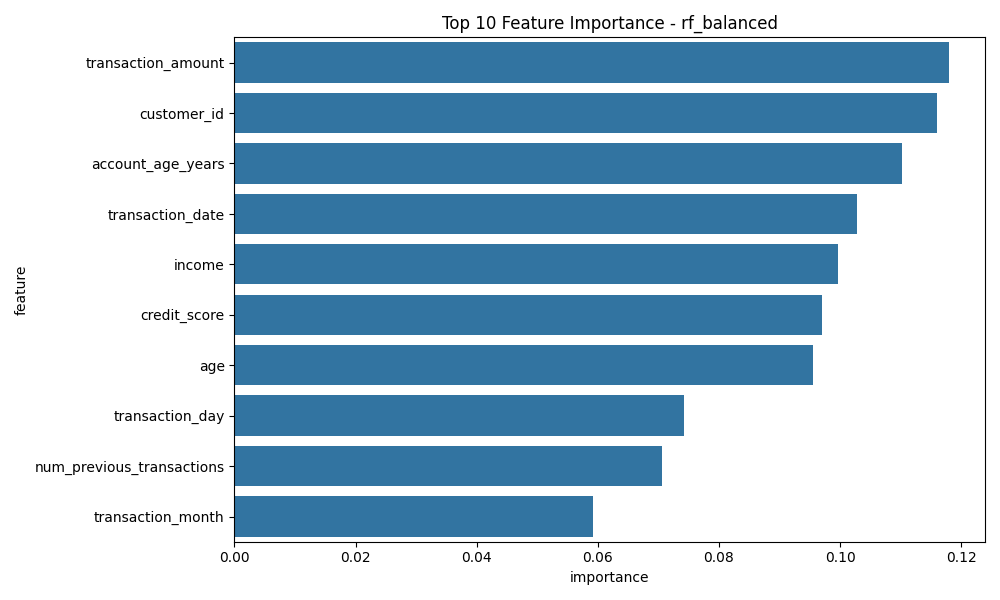 Top 10 Feature Importance - rf_balanced
transaction_amount
customer_id
account_age_years
transaction_date
income
credit_score
age
transaction_day
num_previous_transactions
transaction_month
feature
0.00 0.02 0.04 0.06 0.08 0.10 0.12
importance